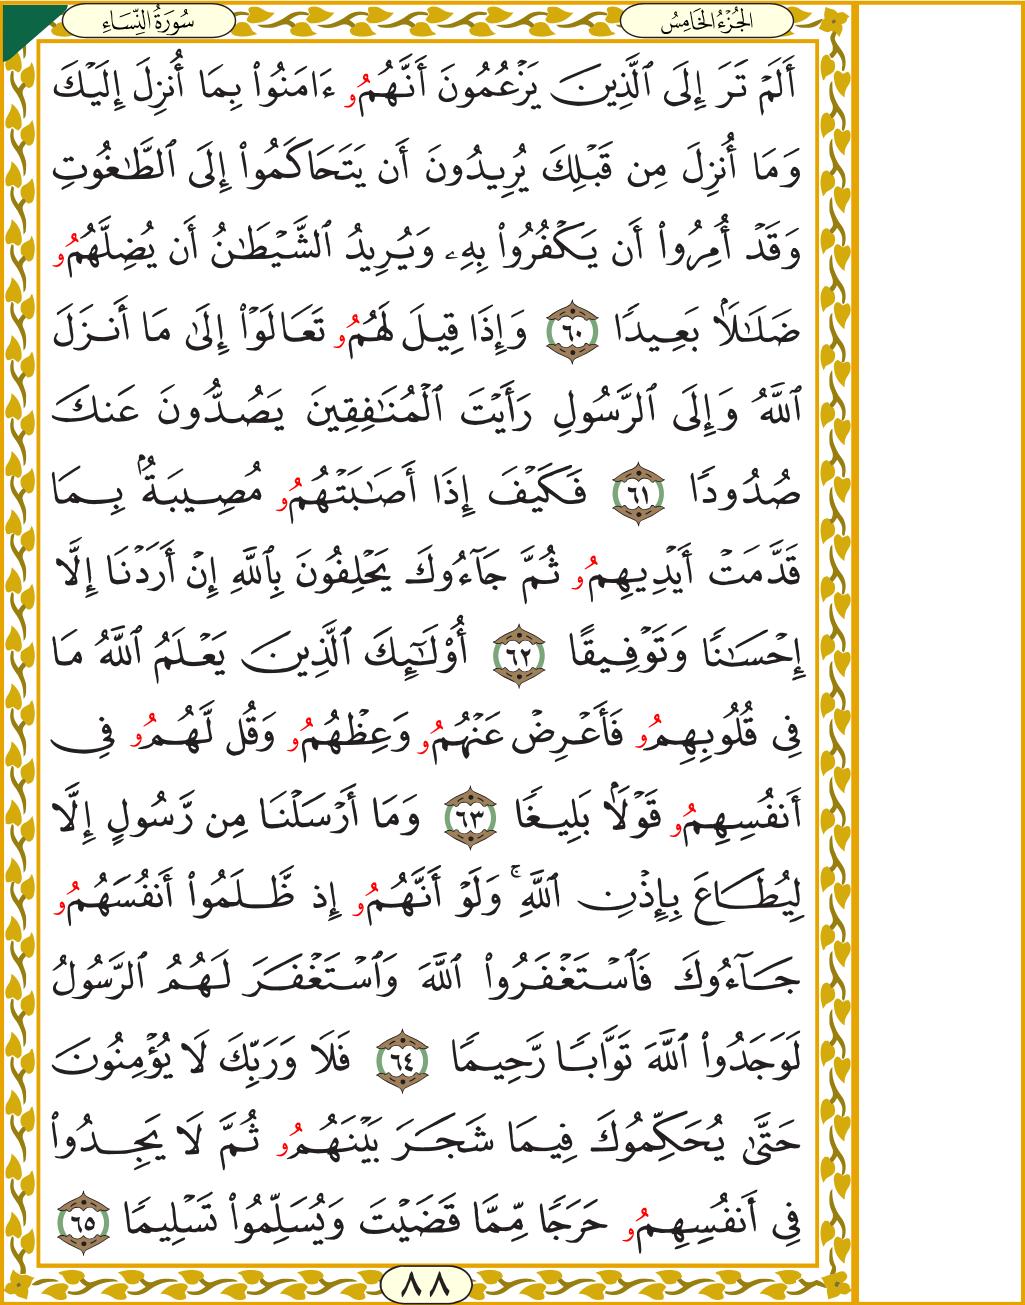 سُورَةُ النِّسَاءِ
الجُزْءُ الخَامِسُ
أَلَمْ تَرَ إِلَى ٱلَّذِينَ يَزْعُمُونَ أَنَّهُمُو ءَامَنُوا۟ بِمَا أُنزِلَ إِلَيْكَ
وَمَا أُنزِلَ مِن قَبْلِكَ يُرِيدُونَ أَن يَتَحَاكَمُوا۟ إِلَى ٱلطَّـٰغُوتِ
وَقَدْ أُمِرُوا۟ أَن يَكْفُرُوا۟ بِهِۦ وَيُرِيدُ ٱلشَّيْطَـٰنُ أَن يُضِلَّهُمُو
ضَلَـٰلًا بَعِيدًا ٦٠ وَإِذَا قِيلَ لَهُمُو تَعَالَوْا۟ إِلَىٰ مَا أَنزَلَ
ٱللَّهُ وَإِلَى ٱلرَّسُولِ رَأَيْتَ ٱلْمُنَـٰفِقِينَ يَصُدُّونَ عَنكَ
صُدُودًا ٦١ فَكَيْفَ إِذَا أَصَـٰبَتْهُمُو مُصِيبَةٌۢ بِمَا
قَدَّمَتْ أَيْدِيهِمُو ثُمَّ جَآءُوكَ يَحْلِفُونَ بِٱللَّهِ إِنْ أَرَدْنَا إِلَّا
إِحْسَـٰنًا وَتَوْفِيقًا ٦٢ أُو۟لَـٰٓئِكَ ٱلَّذِينَ يَعْلَمُ ٱللَّهُ مَا
فِى قُلُوبِهِمُو فَأَعْرِضْ عَنْهُمُو وَعِظْهُمُو وَقُل لَّهُمُو فِى
أَنفُسِهِمُو قَوْلًۢا بَلِيغًا ٦٣ وَمَا أَرْسَلْنَا مِن رَّسُولٍ إِلَّا
لِيُطَاعَ بِإِذْنِ ٱللَّهِ ۚ وَلَوْ أَنَّهُمُو إِذ ظَّلَمُوا۟ أَنفُسَهُمُو
جَآءُوكَ فَٱسْتَغْفَرُوا۟ ٱللَّهَ وَٱسْتَغْفَرَ لَهُمُ ٱلرَّسُولُ
لَوَجَدُوا۟ ٱللَّهَ تَوَّابًا رَّحِيمًا ٦٤ فَلَا وَرَبِّكَ لَا يُؤْمِنُونَ
حَتَّىٰ يُحَكِّمُوكَ فِيمَا شَجَرَ بَيْنَهُمُو ثُمَّ لَا يَجِدُوا۟
فِى أَنفُسِهِمُو حَرَجًا مِّمَّا قَضَيْتَ وَيُسَلِّمُوا۟ تَسْلِيمًا ٦٥
٨٨